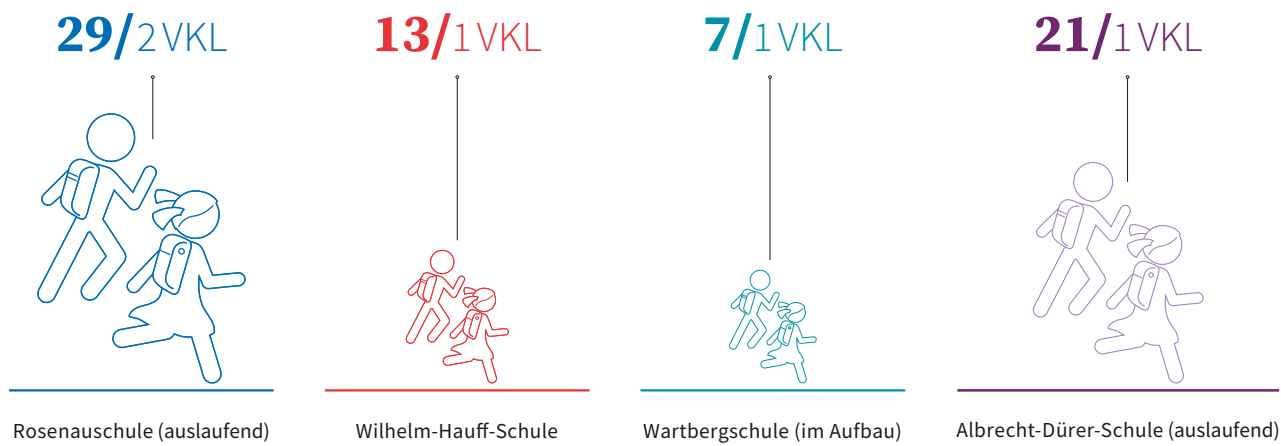 29/2 VKL
13/1 VKL
7/1 VKL
21/1 VKL
Rosenauschule (auslaufend)
Wilhelm-Hauff-Schule
Wartbergschule (im Aufbau)
Albrecht-Dürer-Schule (auslaufend)